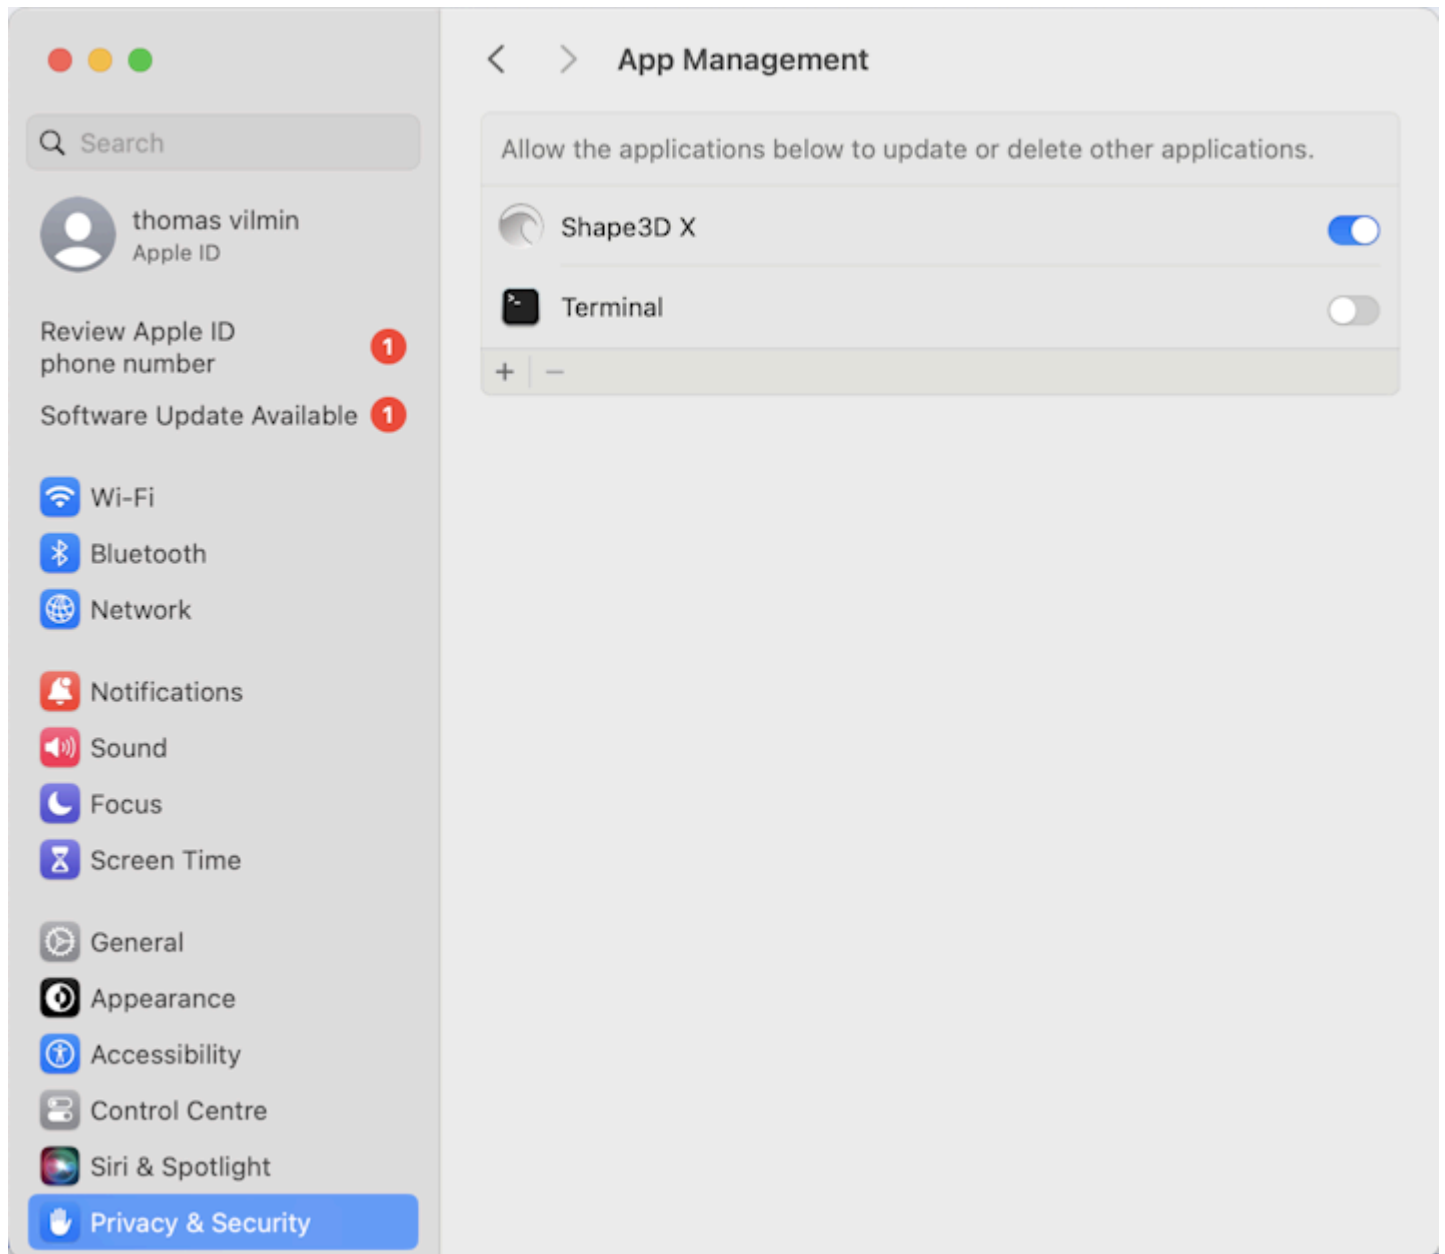 Search
thomas vilmin
Apple ID
Review Apple ID
phone number
1
Software Update Available
1
Wi-Fi
Bluetooth
Network
Notifications
Sound
Focus
Screen Time
General
Appearance
Accessibility
Control Centre
Siri & Spotlight
Privacy & Security
App Management
Allow the applications below to update or delete other applications.
Shape3D X
Terminal